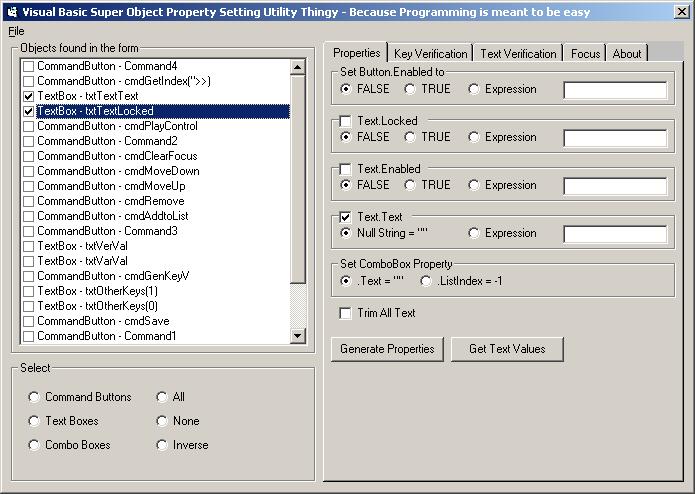 Visual Basic Super Object Property Setting Utility Thingy - Because Programming is meant to be easy
File
Objects found in the form
CommandButton - Command4
CommandButton - cmdGetIndex(">>)
TextBox - txtTextText
TextBox - txtTextLocked
CommandButton - cmdPlayControl
CommandButton - Command2
CommandButton - cmdClearFocus
CommandButton - cmdMoveDown
CommandButton - cmdMoveUp
CommandButton - cmdRemove
CommandButton - cmdAddtoList
CommandButton - Command3
TextBox - txtVerVal
TextBox - txtVarVal
CommandButton - cmdGenKeyV
TextBox - txtOtherKeys(1)
TextBox - txtOtherKeys(0)
CommandButton - cmdSave
CommandButton - Command1
Select
Command Buttons All
Text Boxes None
Combo Boxes Inverse
Properties Key Verification Text Verification Focus About
Set Button.Enabled to
FALSE TRUE Expression
Text.Locked
FALSE TRUE Expression
Text.Enabled
FALSE TRUE Expression
Text.Text
Null String = "" Expression
Set ComboBox Property
.Text = "" .ListIndex = -1
Trim All Text
Generate Properties Get Text Values